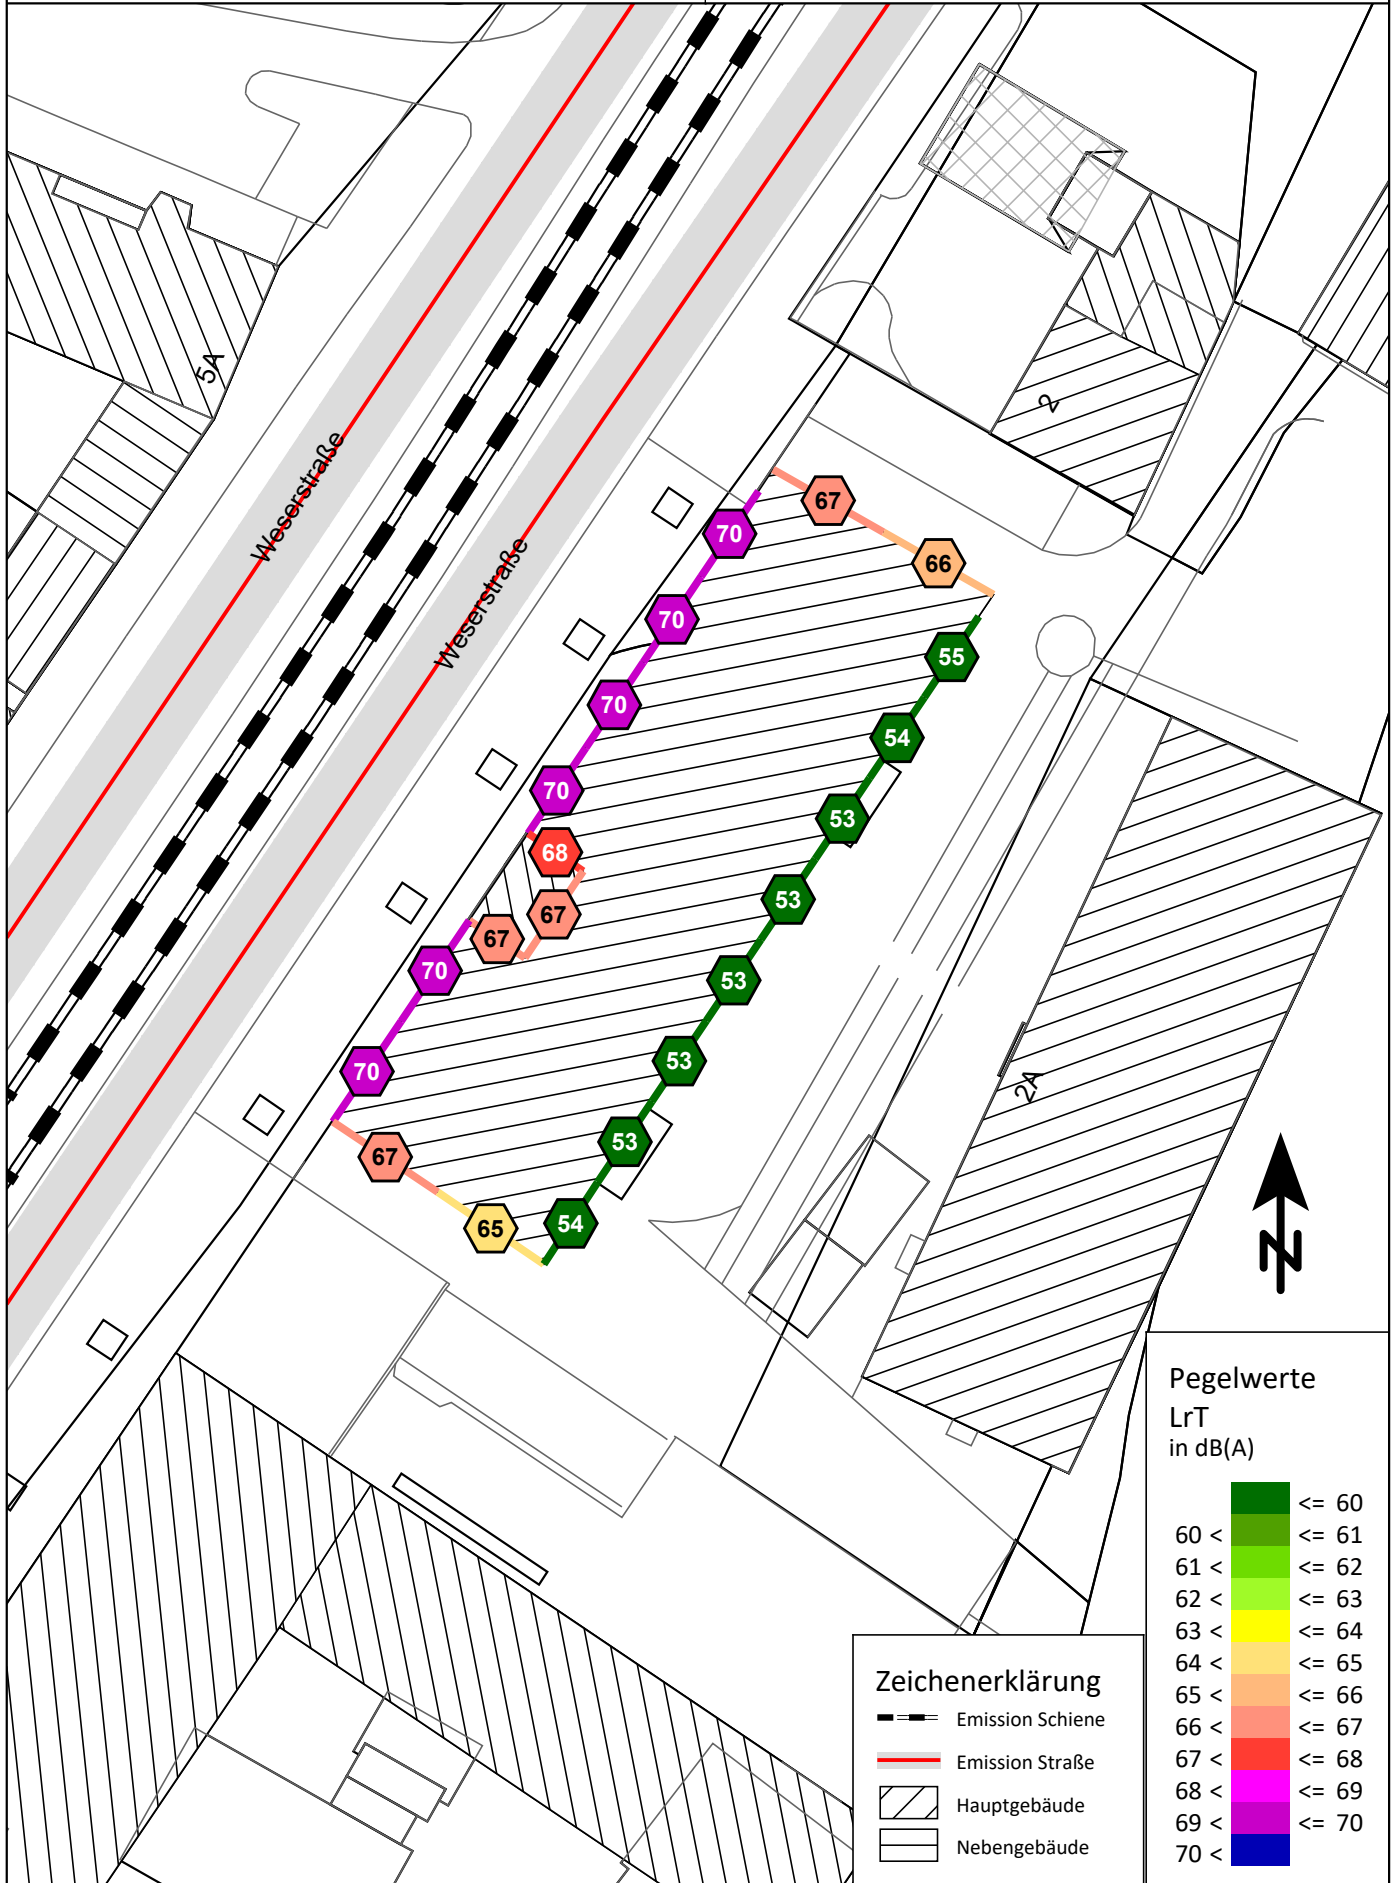 5A
2
Weserstraße
Weserstraße
67
70
66
70
55
70
54
70
53
68
53
67
67
70
53
53
70
2A
53
67
54
65
Pegelwerte
LrT
in dB(A)
<= 60
60 < <= 61
61 < <= 62
62 < <= 63
63 < <= 64
64 < <= 65
65 < <= 66
66 < <= 67
67 < <= 68
68 < <= 69
69 < <= 70
70 <
Zeichenerklärung
Emission Schiene
Emission Straße
Hauptgebäude
Nebengebäude
N